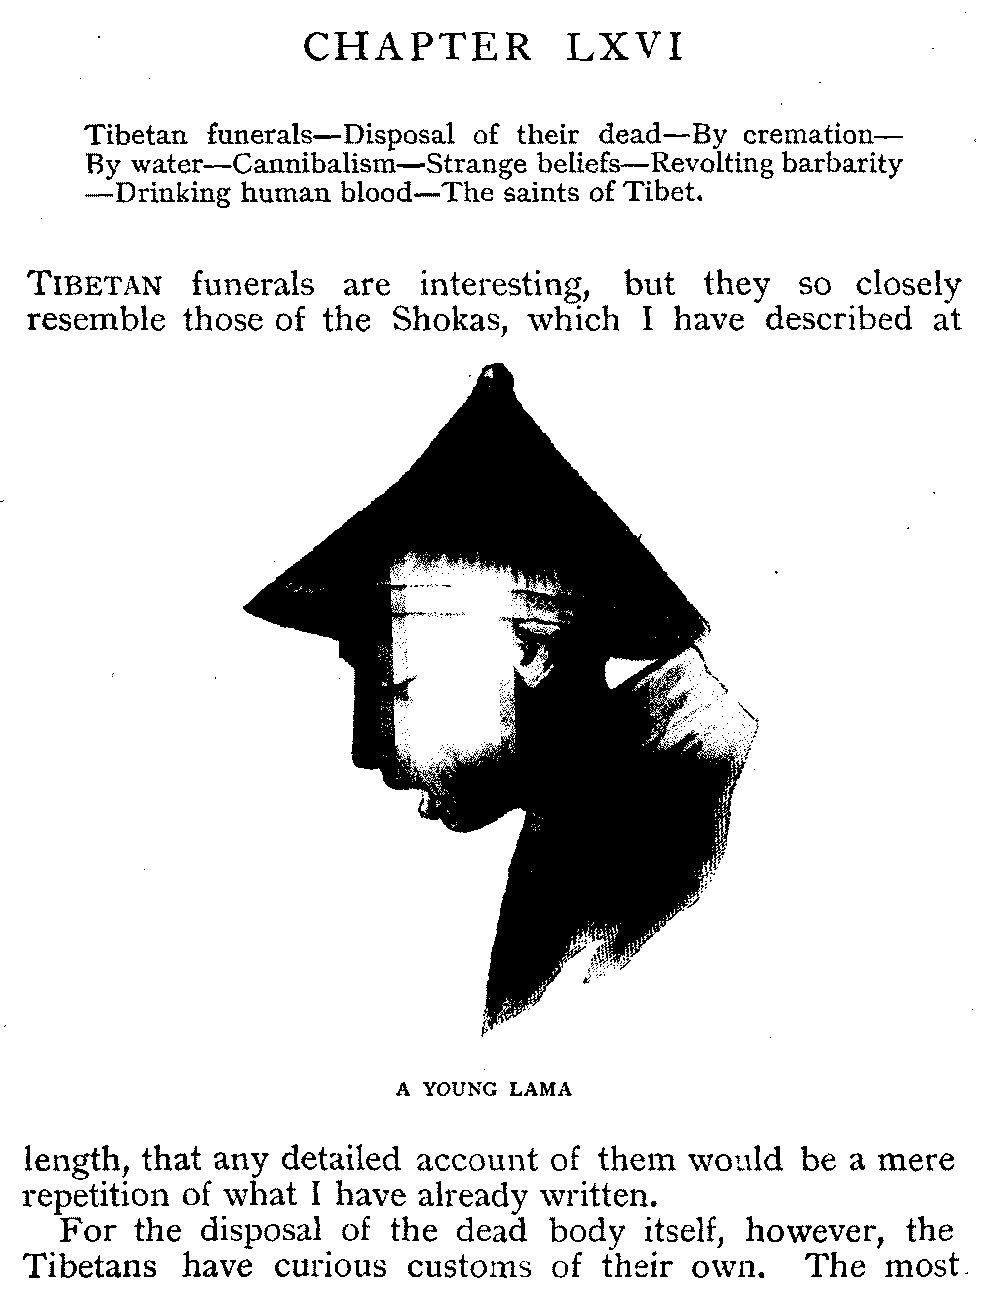 CHAPTER LXVI
Tibetan funerals—Disposal of their dead—By cremation—
By water—Cannibalism—Strange beliefs—Revolting barbarity
—Drinking human blood—The saints of Tibet.
TIBETAN funerals are interesting, but they so closely
resemble those of the Shokas, which I have described at
A YOUNG LAMA
length, that any detailed account of them would be a mere
repetition of what I have already written.
For the disposal of the dead body itself, however, the
Tibetans have curious customs of their own. The most